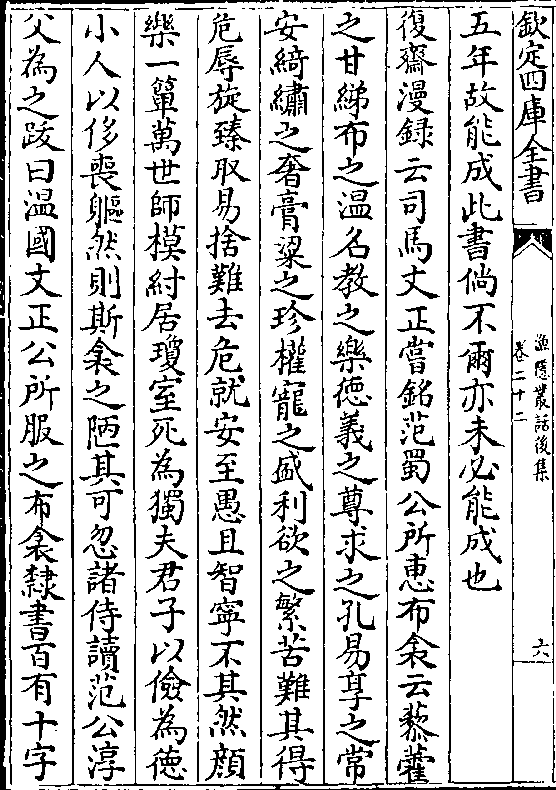 欽定四庫全書
漁隱叢話後集
卷二十二
六
五年故能成此書倘不爾亦未必能成也
復齋漫録云司馬文正嘗銘范蜀公所惠布衾云藜藿
之甘綈布之温名教之樂徳義之尊求之孔易享之常
安綺繡之奢膏粱之珍權寵之盛利欲之繁苦難其得
危辱旋臻取易捨難去危就安至愚且智寧不其然顔
樂一簞萬世師模紂居瓊室死為獨夫君子以儉為徳
小人以侈喪軀然則斯衾之陋其可忽諸侍讀范公淳
父為之跋曰温國文正公所服之布衾隸書百有十字